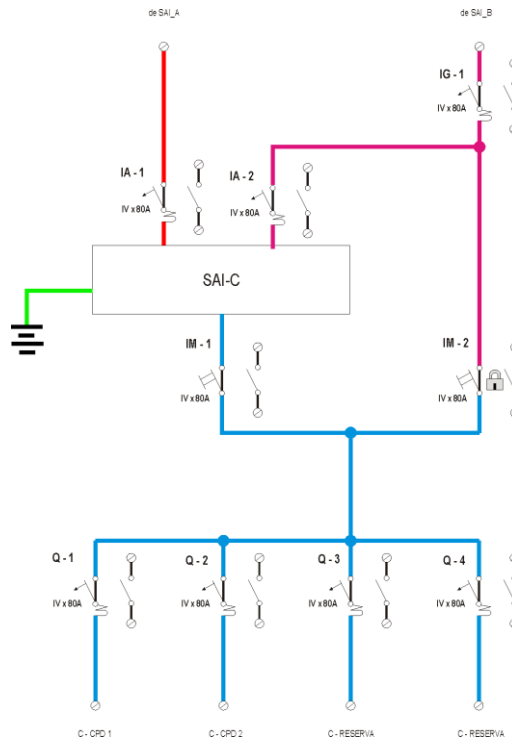 de SAI_A
de SAI_B
IG - 1
IV x 80A
IA - 1
IA - 2
IV x 80A
IV x 80A
SAI-C
IM - 1
IM - 2
IV x 80A
IV x 80A
Q - 1
Q - 2
Q - 3
Q - 4
IV x 80A
IV x 80A
IV x 80A
IV x 80A
C - CPD 1
C - CPD 2
C - RESERVA
C - RESERVA